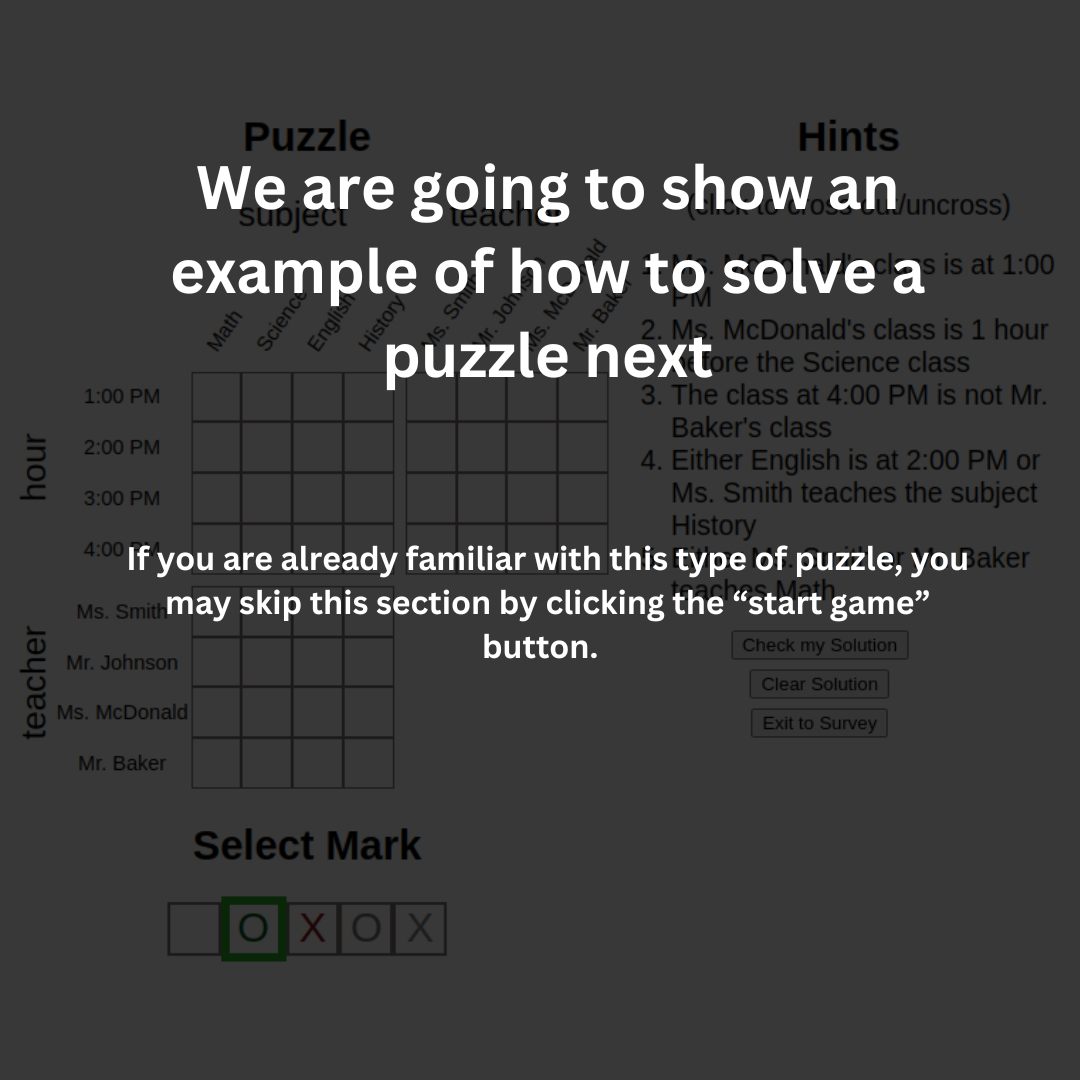 Puzzle
Hints
We are going to show an
example of how to solve a
puzzle next
subject
teacher
(click to cross out/uncross)
Math
Science
English
History
Ms. Smith
Mr. Johnson
Ms. McDonald
Mr. Baker
hour
1:00 PM
2:00 PM
3:00 PM
4:00 PM
teacher
Ms. Smith
Mr. Johnson
Ms. McDonald
Mr. Baker
1. Ms. McDonald's class is at 1:00
PM
2. Ms. McDonald's class is 1 hour
before the Science class
3. The class at 4:00 PM is not Mr.
Baker's class
4. Either English is at 2:00 PM or
Ms. Smith teaches the subject
History
5. Either Ms. Smith or Mr. Baker
teaches Math
If you are already familiar with this type of puzzle, you
may skip this section by clicking the “start game”
button.
Check my Solution
Clear Solution
Exit to Survey
Select Mark
O X O X